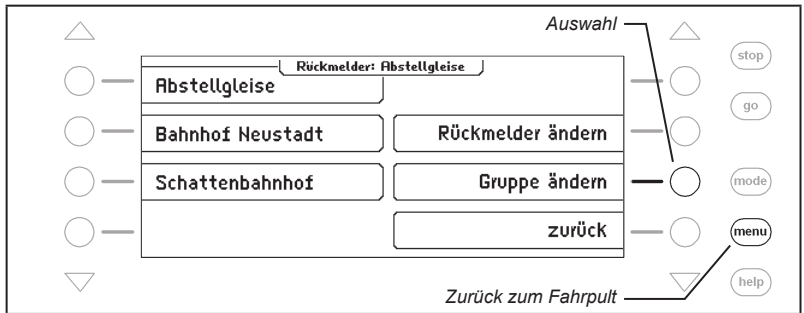 Auswahl
stop
Rückmelder: Abstellgleise
Abstellgleise
go
Bahnhof Neustadt
Rückmelder ändern
Schattenbahnhof
Gruppe ändern
mode
zurück
menu
help
Zurück zum Fahrpult